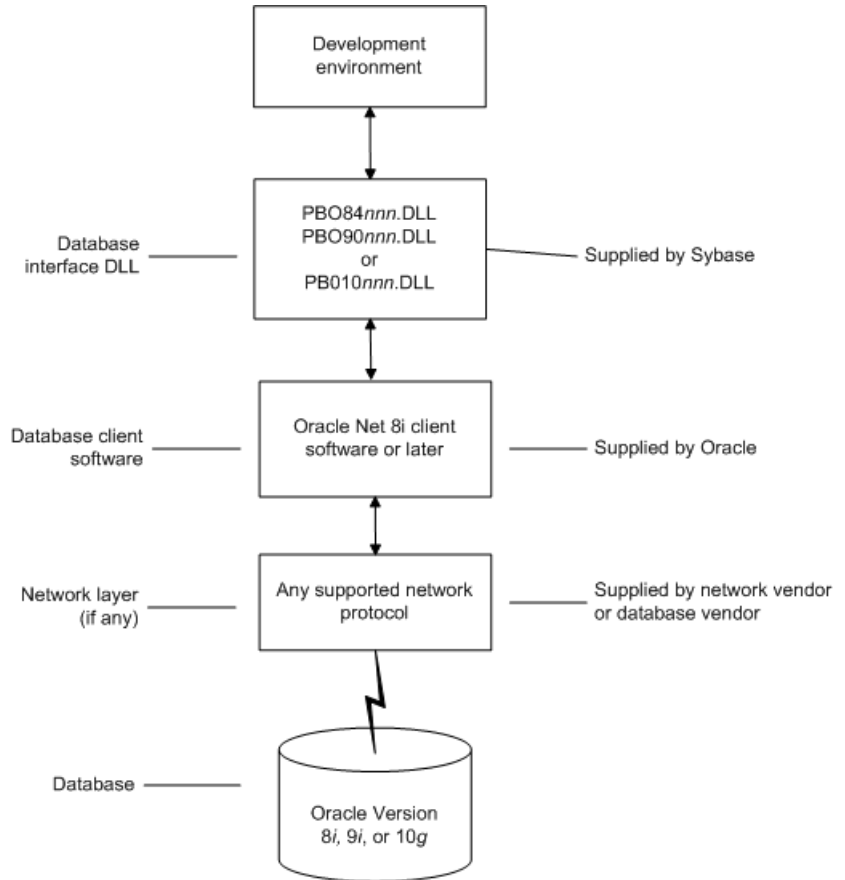 Development
environment
PBO84nnn.DLL
PBO90nnn.DLL
or
PB010nnn.DLL
Database
interface DLL
Supplied by Sybase
Oracle Net 8i client
software or later
Database client
software
Supplied by Oracle
Any supported network
protocol
Network layer
(if any)
Supplied by network vendor
or database vendor
Database
Oracle Version
8i, 9i, or 10g